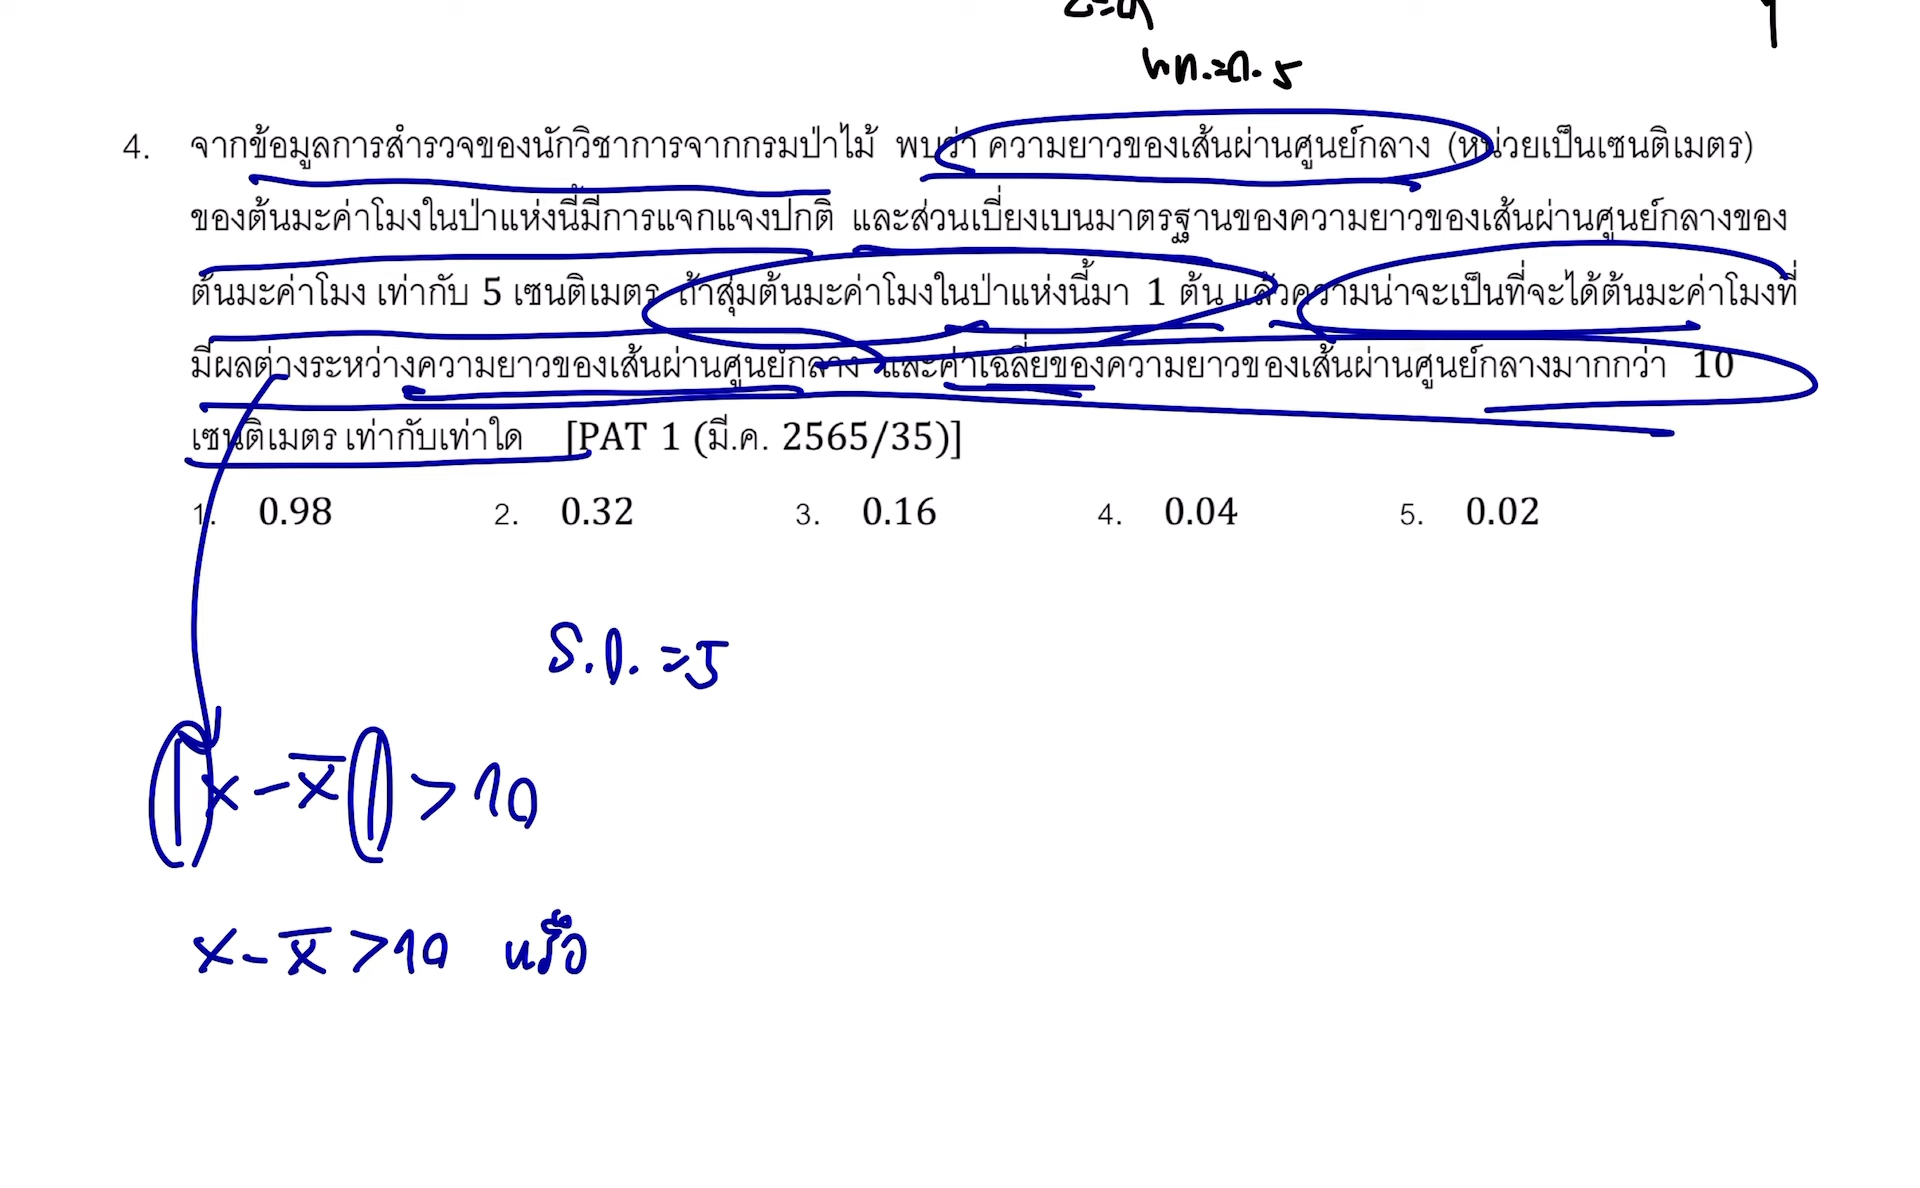 พท.=0.5
4. จากข้อมูลการสำรวจของนักวิชาการจากกรมป่าไม้ พบว่า ความยาวของเส้นผ่านศูนย์กลาง (หน่วยเป็นเซนติเมตร)
ของต้นมะค่าโมงในป่าแห่งนี้มีการแจกแจงปกติ และส่วนเบี่ยงเบนมาตรฐานของความยาวของเส้นผ่านศูนย์กลางของ
ต้นมะค่าโมง เท่ากับ 5 เซนติเมตร ถ้าสุ่มต้นมะค่าโมงในป่าแห่งนี้มา 1 ต้น แล้วความน่าจะเป็นที่จะได้ต้นมะค่าโมงที่
มีผลต่างระหว่างความยาวของเส้นผ่านศูนย์กลาง และค่าเฉลี่ยของความยาวของเส้นผ่านศูนย์กลางมากกว่า 10
เซนติเมตร เท่ากับเท่าใด [PAT 1 (มี.ค. 2565/35)]
1. 0.98 2. 0.32 3. 0.16 4. 0.04 5. 0.02
S.D. = 5
|x - x̄| > 10
x - x̄ > 10 หรือ